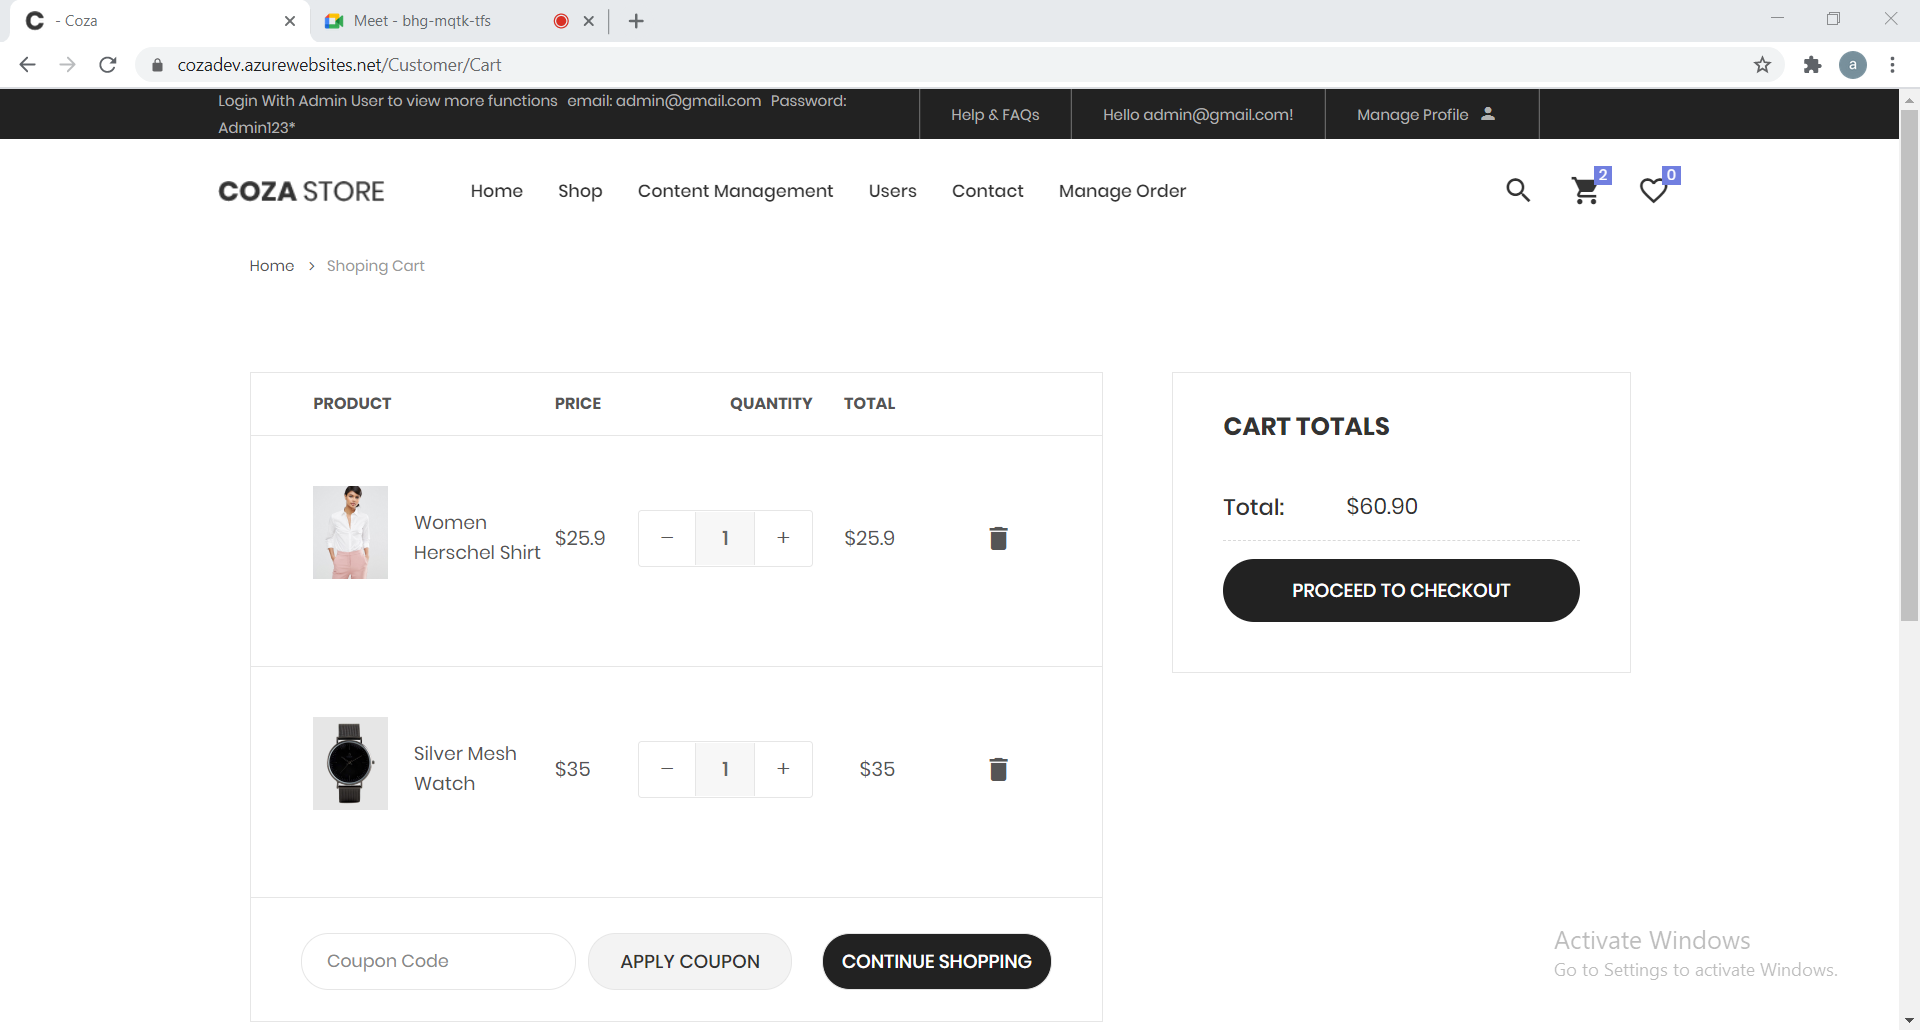 - Coza
Meet - bhg-mqtk-tfs
cozadev.azurewebsites.net/Customer/Cart
a
Login With Admin User to view more functions email: admin@gmail.com Password:
Admin123*
Help & FAQs
Hello admin@gmail.com!
Manage Profile
COZA STORE
Home
Shop
Content Management
Users
Contact
Manage Order
2
0
Home > Shoping Cart
PRODUCT PRICE QUANTITY TOTAL
Women
Herschel Shirt
$25.9
− 1 +
$25.9
Silver Mesh
Watch
$35
− 1 +
$35
Coupon Code
APPLY COUPON
CONTINUE SHOPPING
CART TOTALS
Total: $60.90
PROCEED TO CHECKOUT
Activate Windows
Go to Settings to activate Windows.